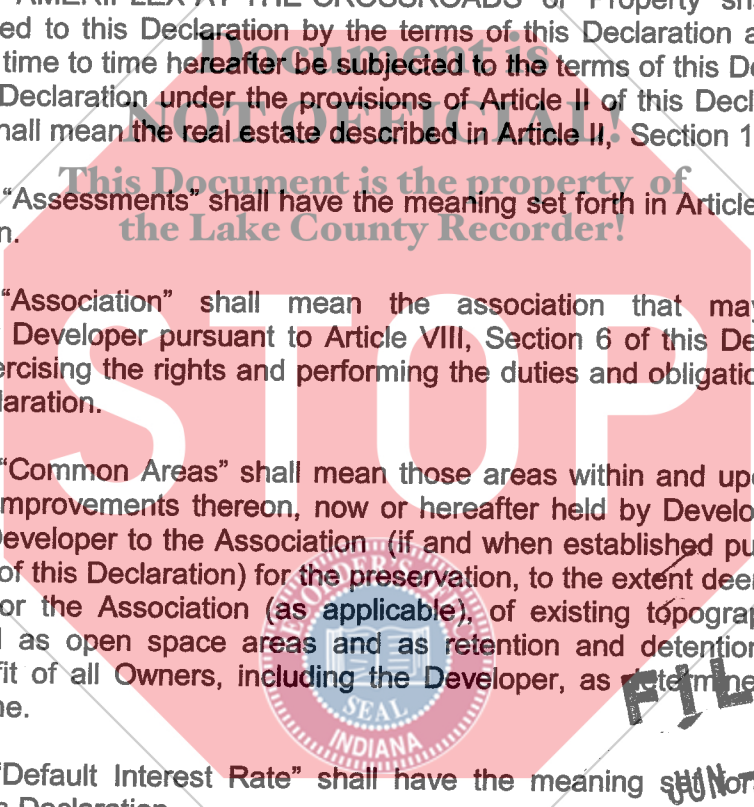 AMERIPLEX AT THE CROSSROADS" or "Property" sh
ed to this Declaration by the terms of this Declaration a
time to time hereafter be subjected to the terms of this De
Declaration under the provisions of Article II of this Decl
hall mean the real estate described in Article II, Section 1
Document is
NOT OFFICIAL!
This Document is the property of
the Lake County Recorder!
"Assessments" shall have the meaning set forth in Article
n.
"Association" shall mean the association that may
Developer pursuant to Article VIII, Section 6 of this De
ercising the rights and performing the duties and obligatio
laration.
STOP
"Common Areas" shall mean those areas within and upo
mprovements thereon, now or hereafter held by Develo
eveloper to the Association (if and when established pu
of this Declaration) for the preservation, to the extent deer
or the Association (as applicable), of existing topograp
l as open space areas and as retention and detention
fit of all Owners, including the Developer, as determine
ne.
SEAL
INDIANA
FIL
"Default Interest Rate" shall have the meaning set for
Declaration
JUN